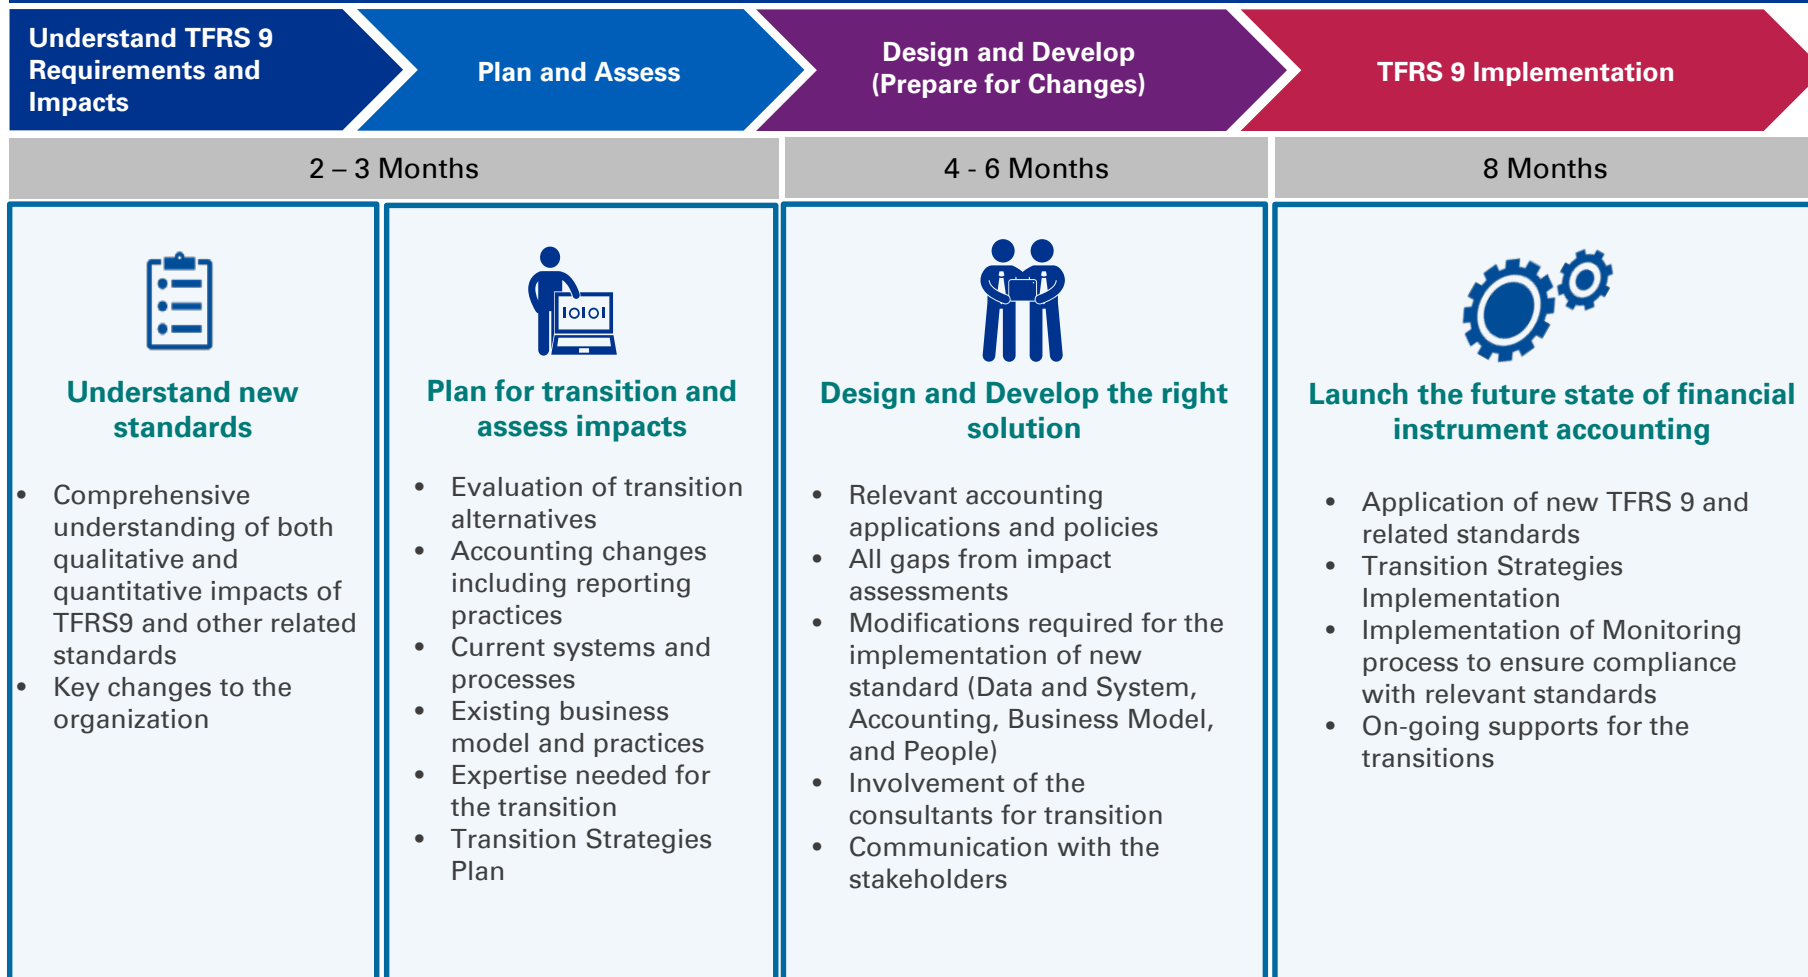 Understand TFRS 9
Requirements and
Impacts
Plan and Assess
Design and Develop
(Prepare for Changes)
TFRS 9 Implementation
2 – 3 Months
4 - 6 Months
8 Months
Understand new
standards
• Comprehensive
understanding of both
qualitative and
quantitative impacts of
TFRS9 and other related
standards
• Key changes to the
organization
IOIOI
Plan for transition and
assess impacts
• Evaluation of transition
alternatives
• Accounting changes
including reporting
practices
• Current systems and
processes
• Existing business
model and practices
• Expertise needed for
the transition
• Transition Strategies
Plan
Design and Develop the right
solution
• Relevant accounting
applications and policies
• All gaps from impact
assessments
• Modifications required for the
implementation of new
standard (Data and System,
Accounting, Business Model,
and People)
• Involvement of the
consultants for transition
• Communication with the
stakeholders
Launch the future state of financial
instrument accounting
• Application of new TFRS 9 and
related standards
• Transition Strategies
Implementation
• Implementation of Monitoring
process to ensure compliance
with relevant standards
• On-going supports for the
transitions